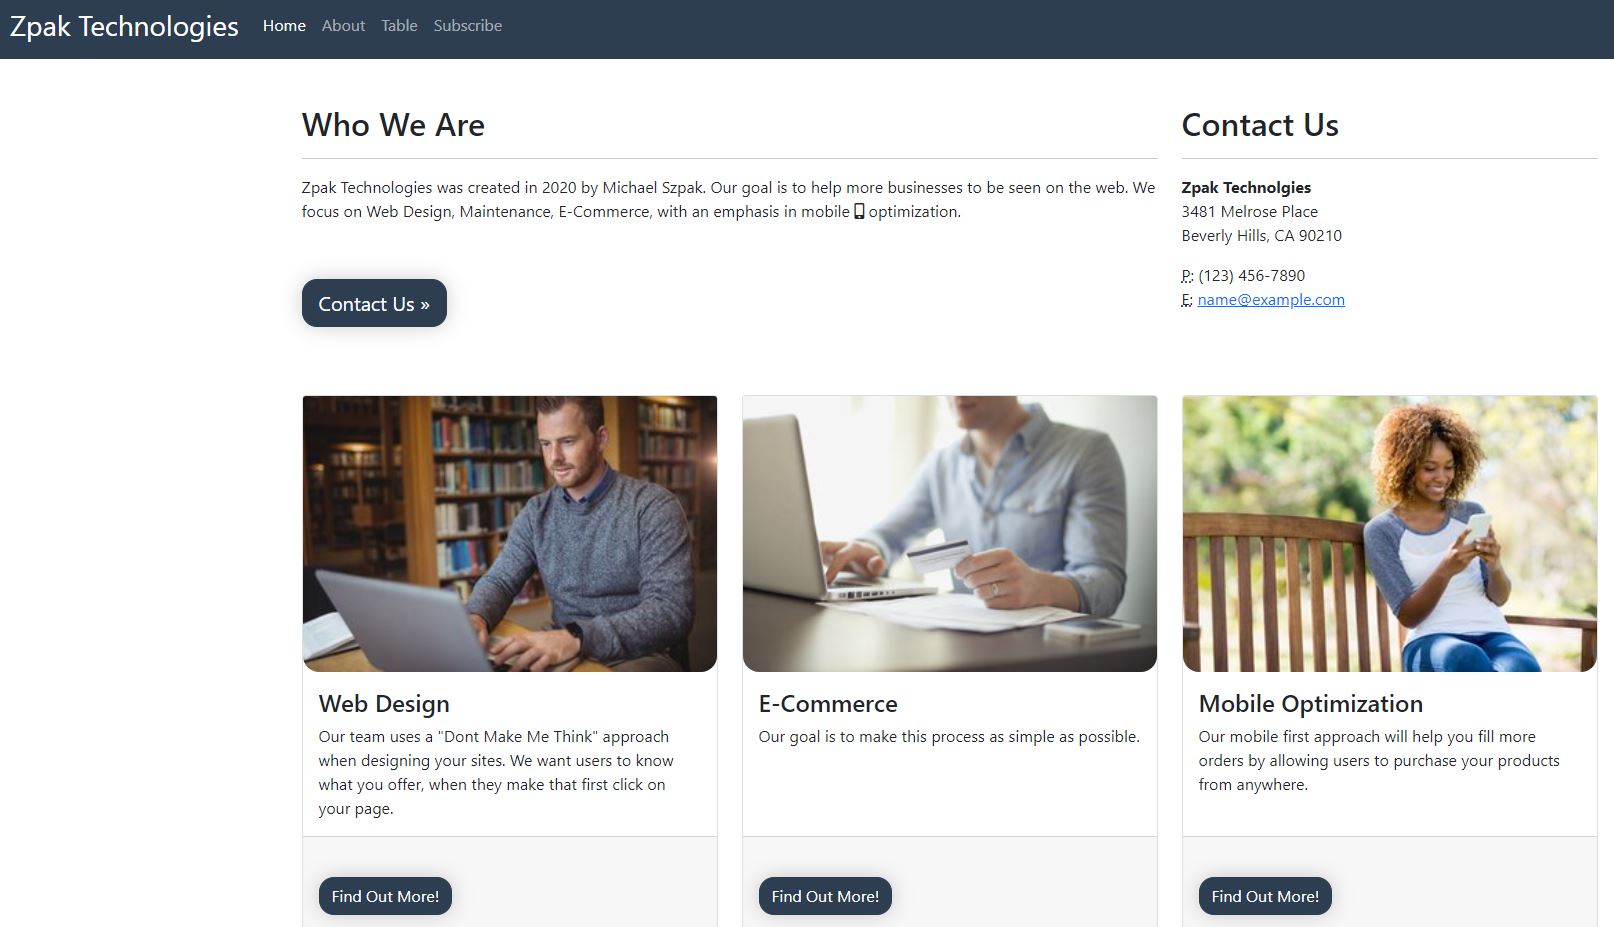 Zpak Technologies Home About Table Subscribe
Who We Are
Zpak Technologies was created in 2020 by Michael Szpak. Our goal is to help more businesses to be seen on the web. We
focus on Web Design, Maintenance, E-Commerce, with an emphasis in mobile optimization.
Contact Us »
Contact Us
Zpak Technolgies
3481 Melrose Place
Beverly Hills, CA 90210
P: (123) 456-7890
E: name@example.com
Web Design
Our team uses a "Dont Make Me Think" approach
when designing your sites. We want users to know
what you offer, when they make that first click on
your page.
Find Out More!
E-Commerce
Our goal is to make this process as simple as possible.
Find Out More!
Mobile Optimization
Our mobile first approach will help you fill more
orders by allowing users to purchase your products
from anywhere.
Find Out More!